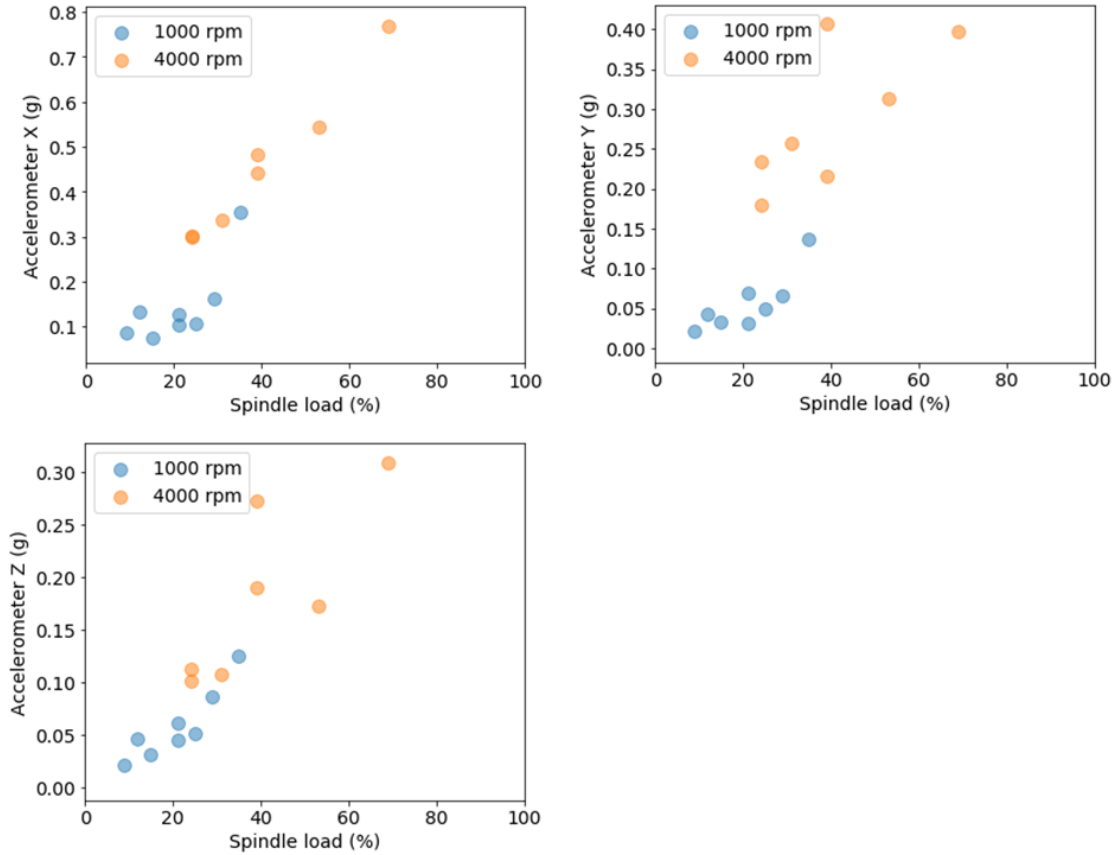 0.8
0.7
0.6
0.5
0.4
0.3
0.2
0.1
Accelerometer X (g)
1000 rpm
4000 rpm
0 20 40 60 80 100
Spindle load (%)
0.40
0.35
0.30
0.25
0.20
0.15
0.10
0.05
0.00
Accelerometer Y (g)
1000 rpm
4000 rpm
0 20 40 60 80 100
Spindle load (%)
0.30
0.25
0.20
0.15
0.10
0.05
0.00
Accelerometer Z (g)
1000 rpm
4000 rpm
0 20 40 60 80 100
Spindle load (%)